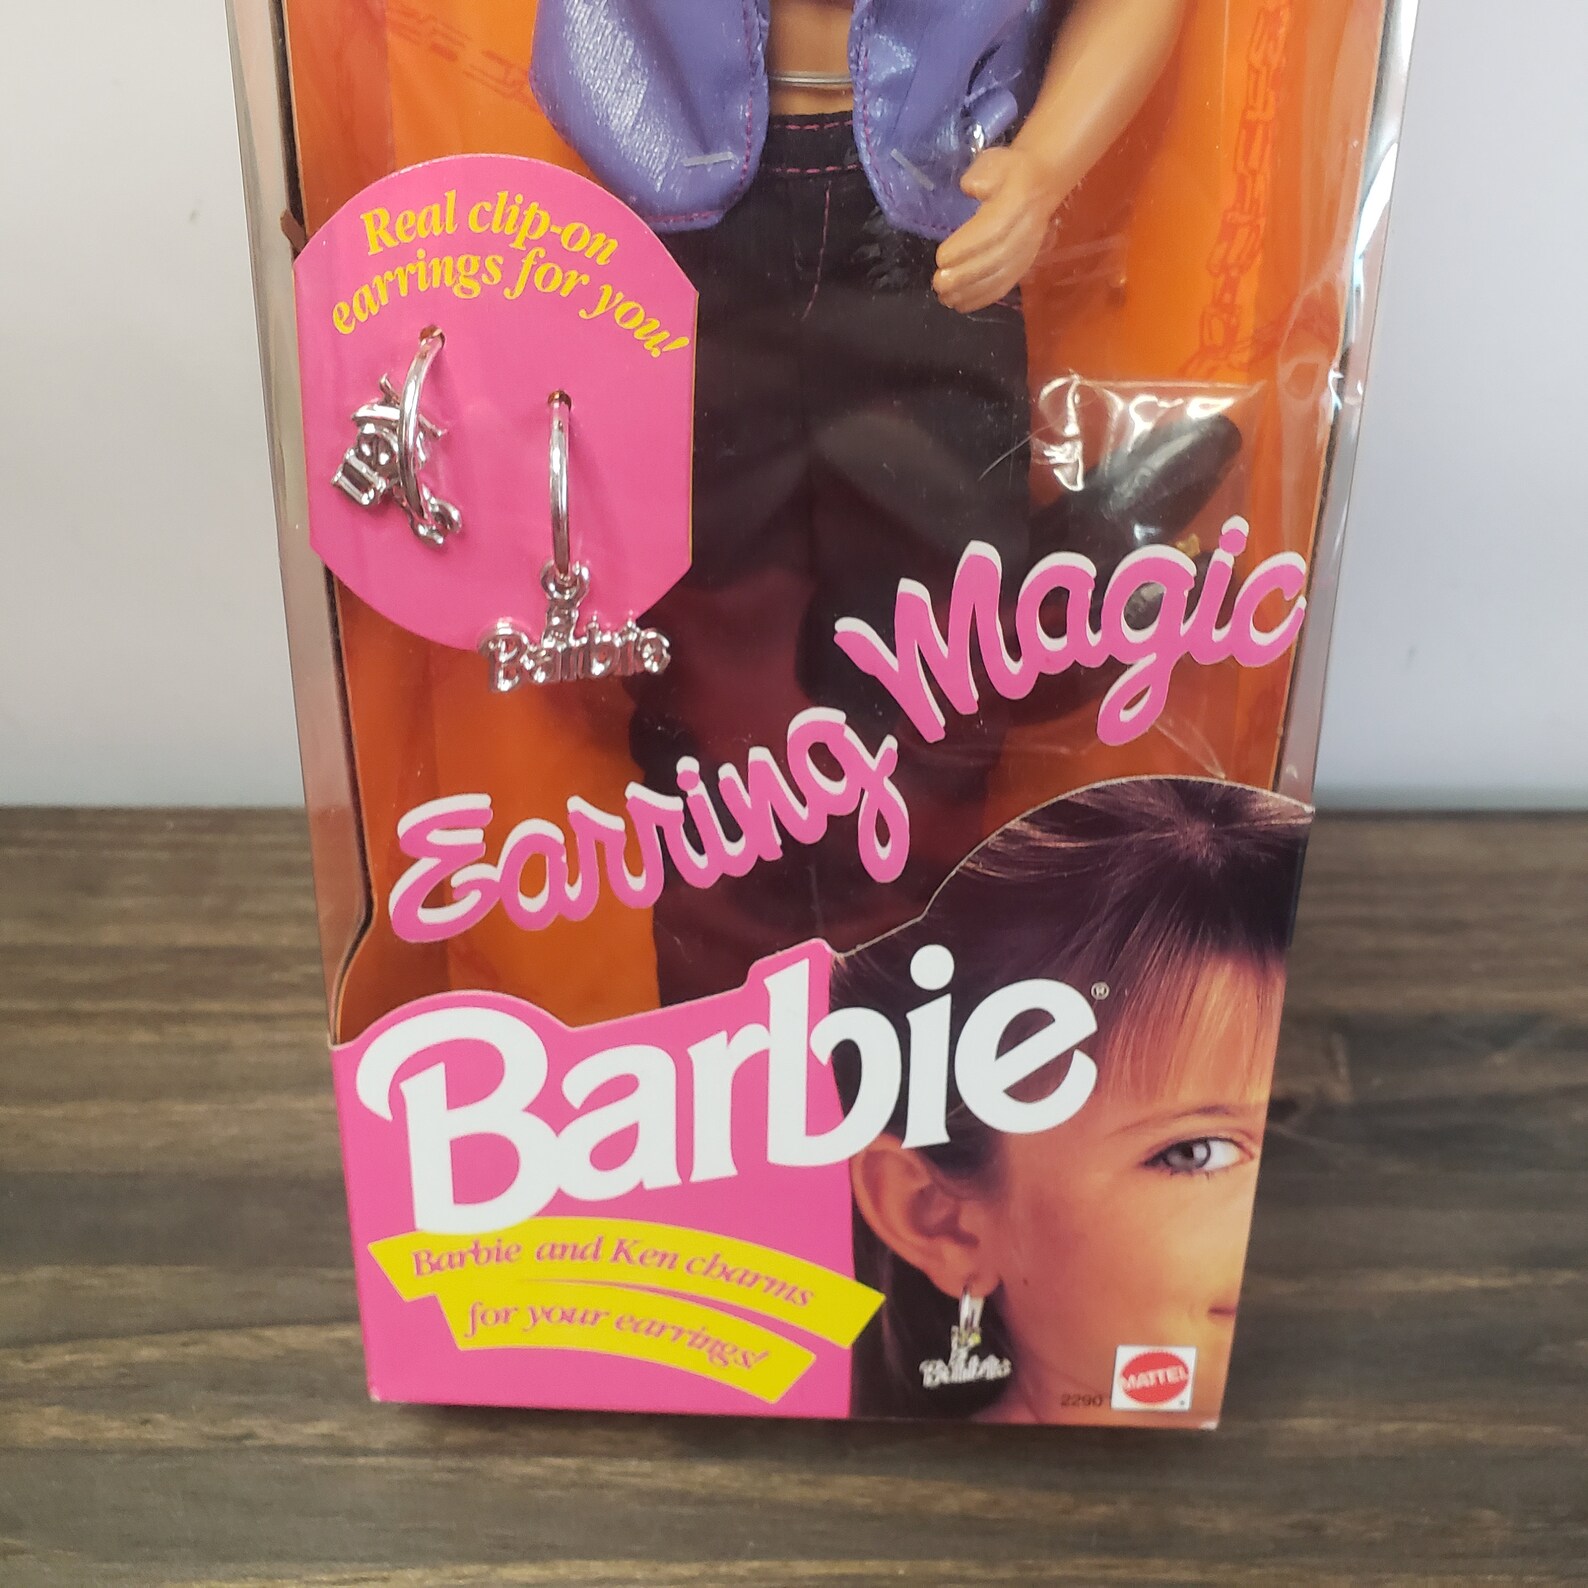 Real clip-on
earrings for you!
Barbie
Earring Magic
Barbie®
Barbie and Ken charms
for your earrings!
Barbie
2290
MATTEL